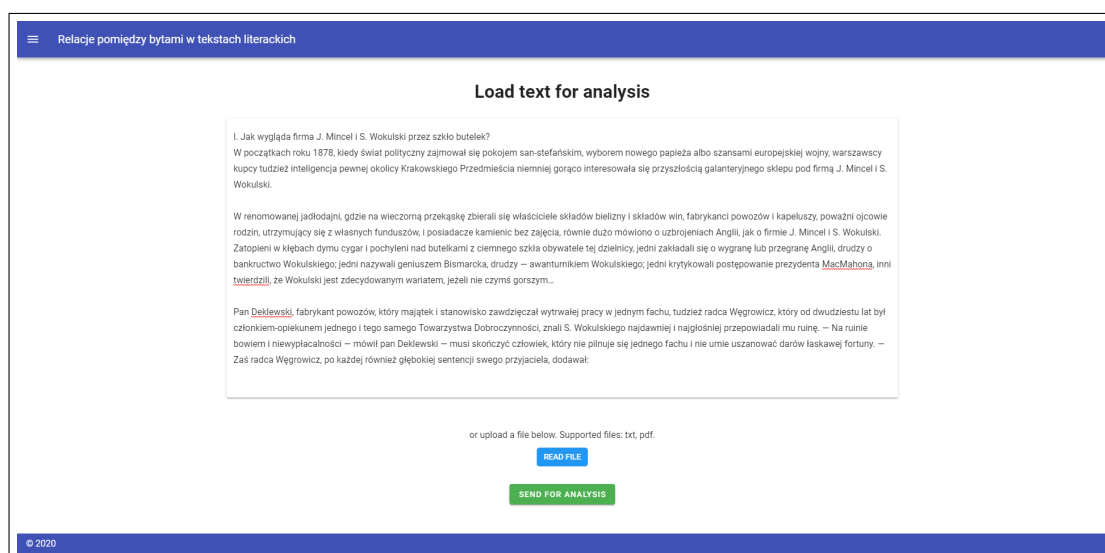 Relacje pomiędzy bytami w tekstach literackich
Load text for analysis
I. Jak wygląda firma J. Mincel i S. Wokulski przez szkło butelek?
W początkach roku 1878, kiedy świat polityczny zajmował się pokojem san-stefańskim, wyborem nowego papieża albo szansami europejskiej wojny, warszawscy
kupcy tudzież inteligencja pewnej okolicy Krakowskiego Przedmieścia niemniej gorąco interesowała się przyszłością galanteryjnego sklepu pod firmą J. Mincel i S.
Wokulski.
W renomowanej jadłodajni, gdzie na wieczorną przekąskę zbierali się właściciele składów bielizny i składów win, fabrykanci powozów i kapeluszy, poważni ojcowie
rodzin, utrzymujący się z własnych funduszów, i posiadacze kamienic bez zajęcia, równie dużo mówiono o uzbrojeniach Anglii, jak o firmie J. Mincel i S. Wokulski.
Zatopieni w kłębach dymu cygar i pochyleni nad butelkami z ciemnego szkła obywatele tej dzielnicy, jedni zakładali się o wygranę lub przegranę Anglii, drudzy o
bankructwo Wokulskiego; jedni nazywali geniuszem Bismarcka, drudzy — awanturnikiem Wokulskiego; jedni krytykowali postępowanie prezydenta MacMahona, inni
twierdzili, że Wokulski jest zdecydowanym wariatem, jeżeli nie czymś gorszym...
Pan Deklewski, fabrykant powozów, który majątek i stanowisko zawdzięczał wytrwałej pracy w jednym fachu, tudzież radca Węgrowicz, który od dwudziestu lat był
członkiem-opiekunem jednego i tego samego Towarzystwa Dobroczynności, znali S. Wokulskiego najdawniej i najgłośniej przepowiadali mu ruinę. — Na ruinie
bowiem i niewypłacalności — mówił pan Deklewski — musi skończyć człowiek, który nie pilnuje się jednego fachu i nie umie uszanować darów łaskawej fortuny. —
Zaś radca Węgrowicz, po każdej również głębokiej sentencji swego przyjaciela, dodawał:
or upload a file below. Supported files: txt, pdf.
READ FILE
SEND FOR ANALYSIS
© 2020